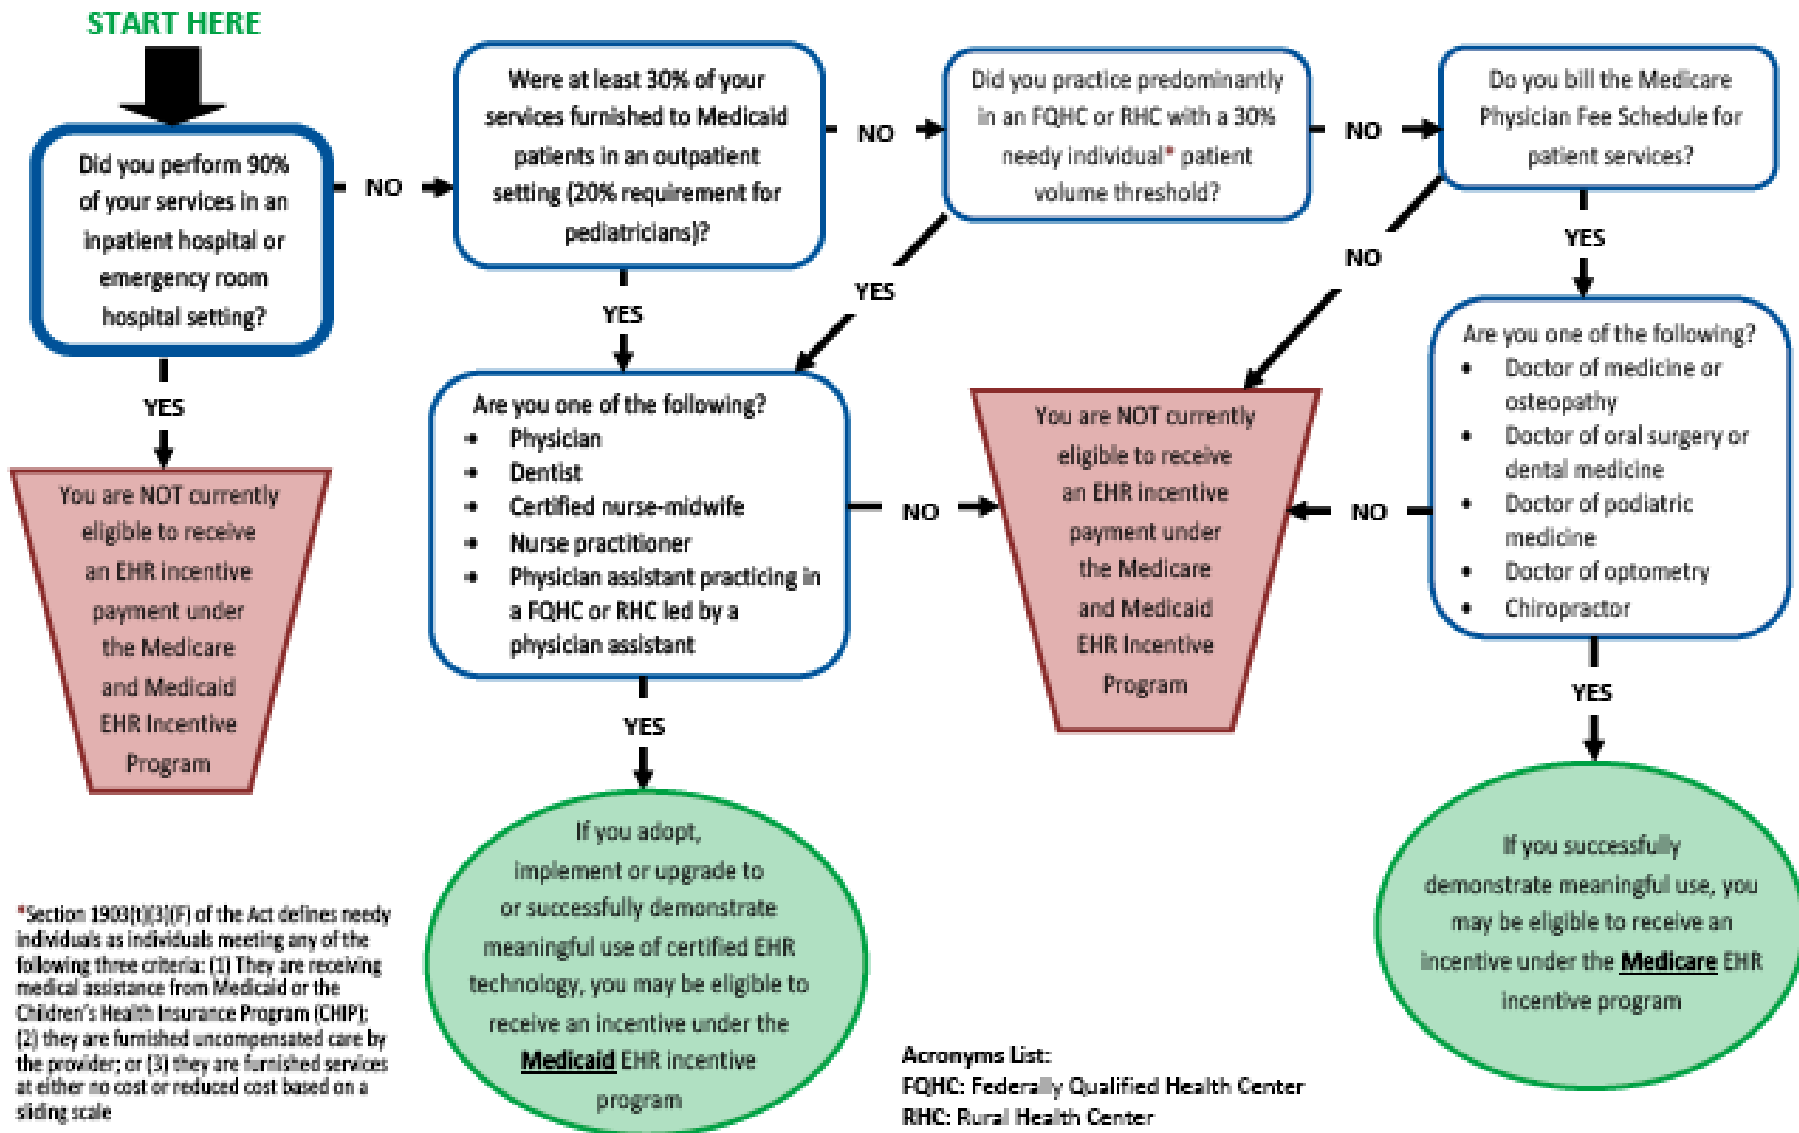 START HERE
Did you perform 90%
of your services in an
inpatient hospital or
emergency room
hospital setting?
NO
YES
You are NOT currently
eligible to receive
an EHR incentive
payment under
the Medicare
and Medicaid
EHR Incentive
Program
Were at least 30% of your
services furnished to Medicaid
patients in an outpatient
setting (20% requirement for
pediatricians)?
NO
YES
Did you practice predominantly
in an FQHC or RHC with a 30%
needy individual* patient
volume threshold?
NO
YES
Do you bill the Medicare
Physician Fee Schedule for
patient services?
NO
YES
Are you one of the following?
• Physician
• Dentist
• Certified nurse-midwife
• Nurse practitioner
• Physician assistant practicing in
a FQHC or RHC led by a
physician assistant
NO
YES
You are NOT currently
eligible to receive
an EHR incentive
payment under
the Medicare
and Medicaid
EHR Incentive
Program
Are you one of the following?
• Doctor of medicine or
osteopathy
• Doctor of oral surgery or
dental medicine
• Doctor of podiatric
medicine
• Doctor of optometry
• Chiropractor
NO
YES
If you adopt,
implement or upgrade to
or successfully demonstrate
meaningful use of certified EHR
technology, you may be eligible to
receive an incentive under the
Medicaid EHR incentive
program
If you successfully
demonstrate meaningful use, you
may be eligible to receive an
incentive under the Medicare EHR
incentive program
*Section 1903(t)(3)(F) of the Act defines needy
individuals as individuals meeting any of the
following three criteria: (1) They are receiving
medical assistance from Medicaid or the
Children's Health Insurance Program (CHIP);
(2) they are furnished uncompensated care by
the provider; or (3) they are furnished services
at either no cost or reduced cost based on a
sliding scale
Acronyms List:
FQHC: Federally Qualified Health Center
RHC: Rural Health Center